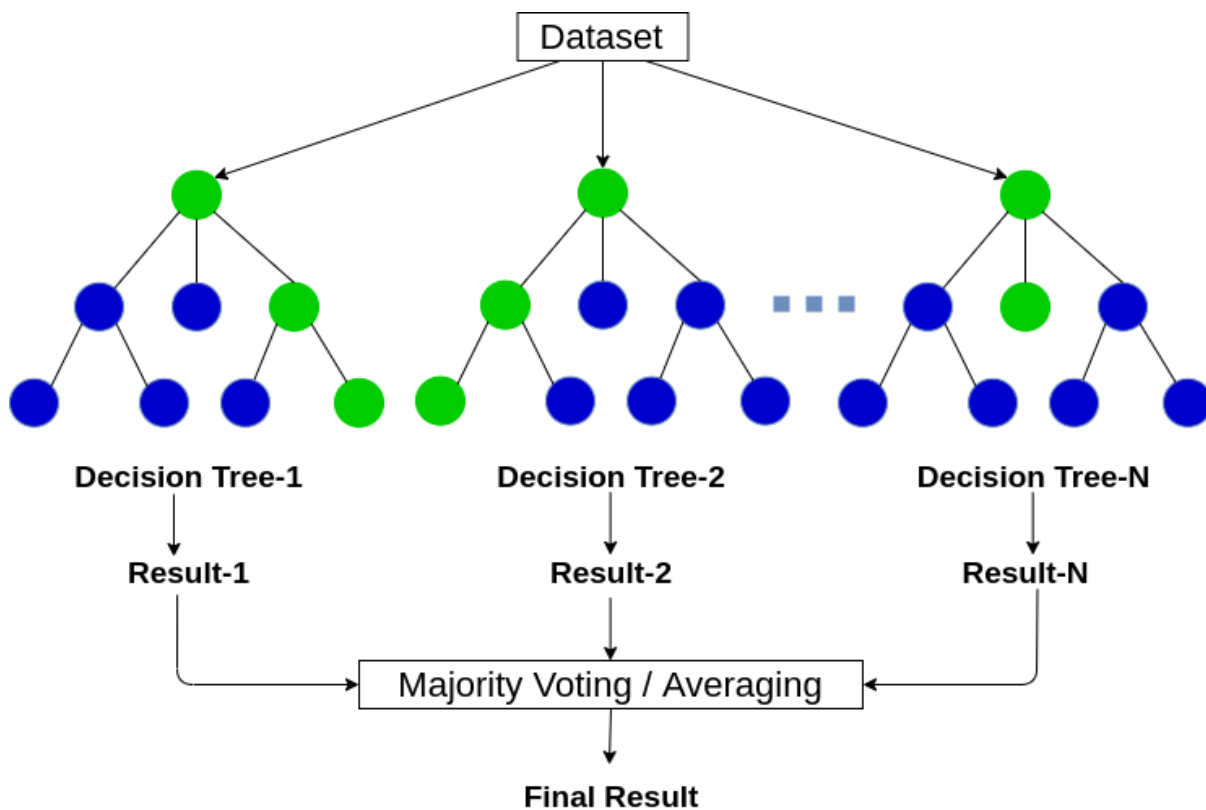 Dataset
Decision Tree-1
Decision Tree-2
Decision Tree-N
Result-1
Result-2
Result-N
Majority Voting / Averaging
Final Result